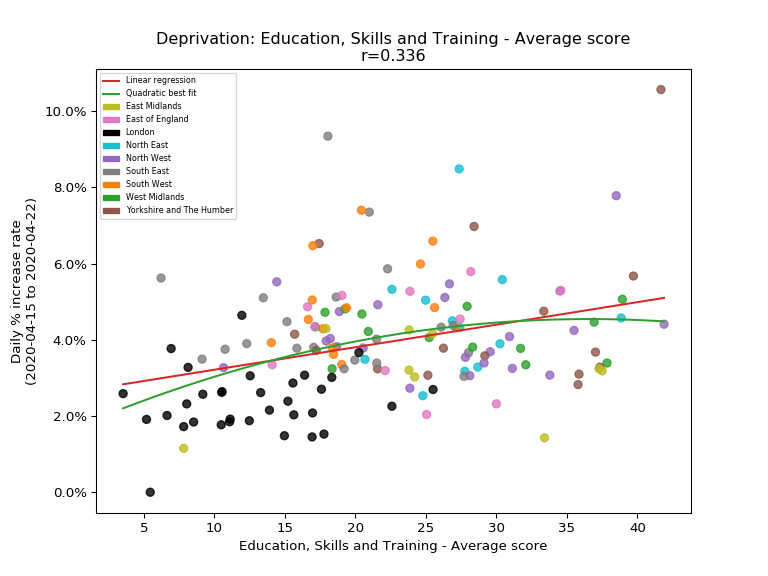 Deprivation: Education, Skills and Training - Average score
r=0.336
Linear regression
Quadratic best fit
East Midlands
East of England
London
North East
North West
South East
South West
West Midlands
Yorkshire and The Humber
10.0%
8.0%
6.0%
4.0%
2.0%
0.0%
Daily % increase rate
(2020-04-15 to 2020-04-22)
5 10 15 20 25 30 35 40
Education, Skills and Training - Average score